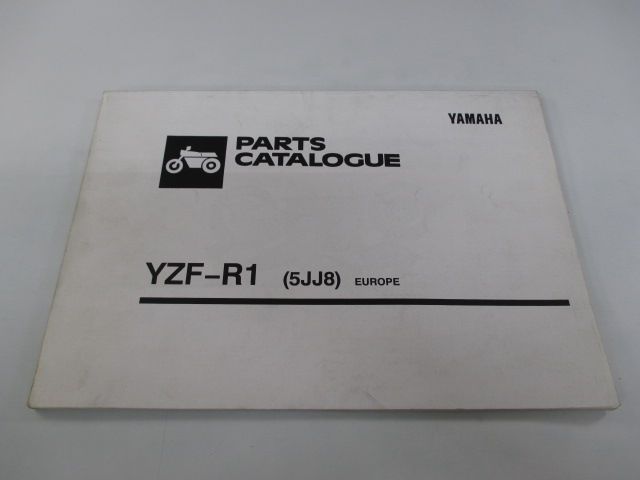 YAMAHA
PARTS
CATALOGUE
YZF-R1 (5JJ8) EUROPE